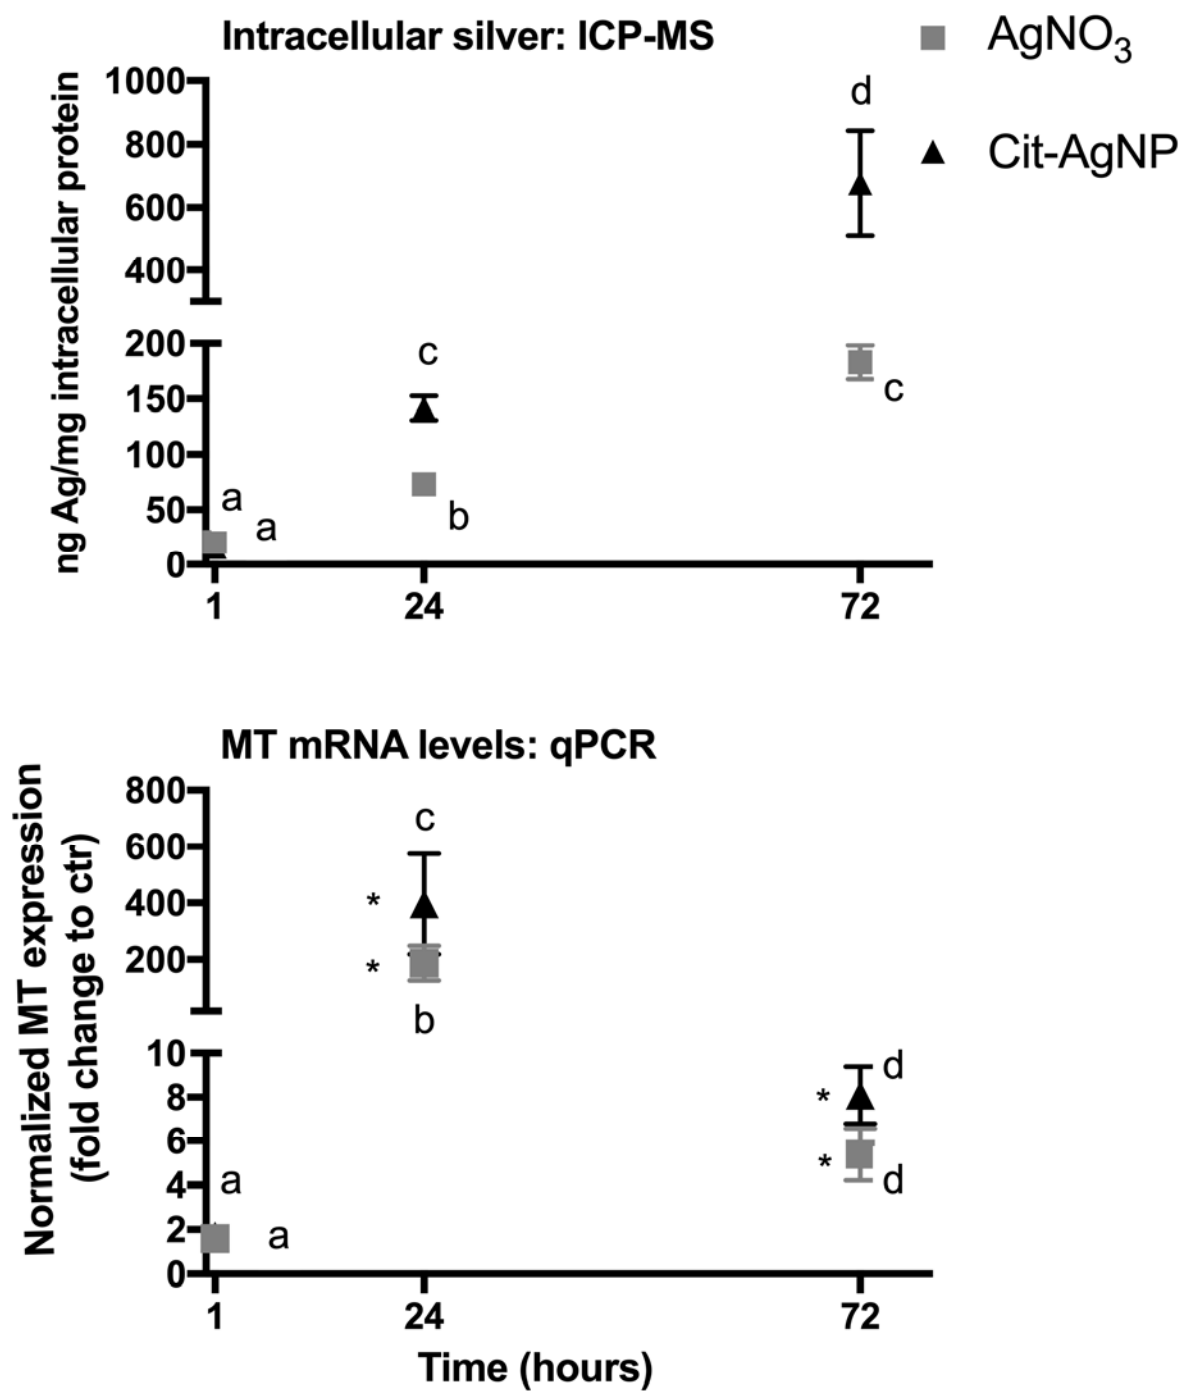 Intracellular silver: ICP-MS
AgNO3
Cit-AgNP
ng Ag/mg intracellular protein
1000
800
600
400
200
150
100
50
0
d
c
c
a
a
b
1
24
72
MT mRNA levels: qPCR
Normalized MT expression
(fold change to ctr)
800
600
400
200
10
8
6
4
2
0
c
*
*
b
d
*
*
d
a
a
1
24
72
Time (hours)